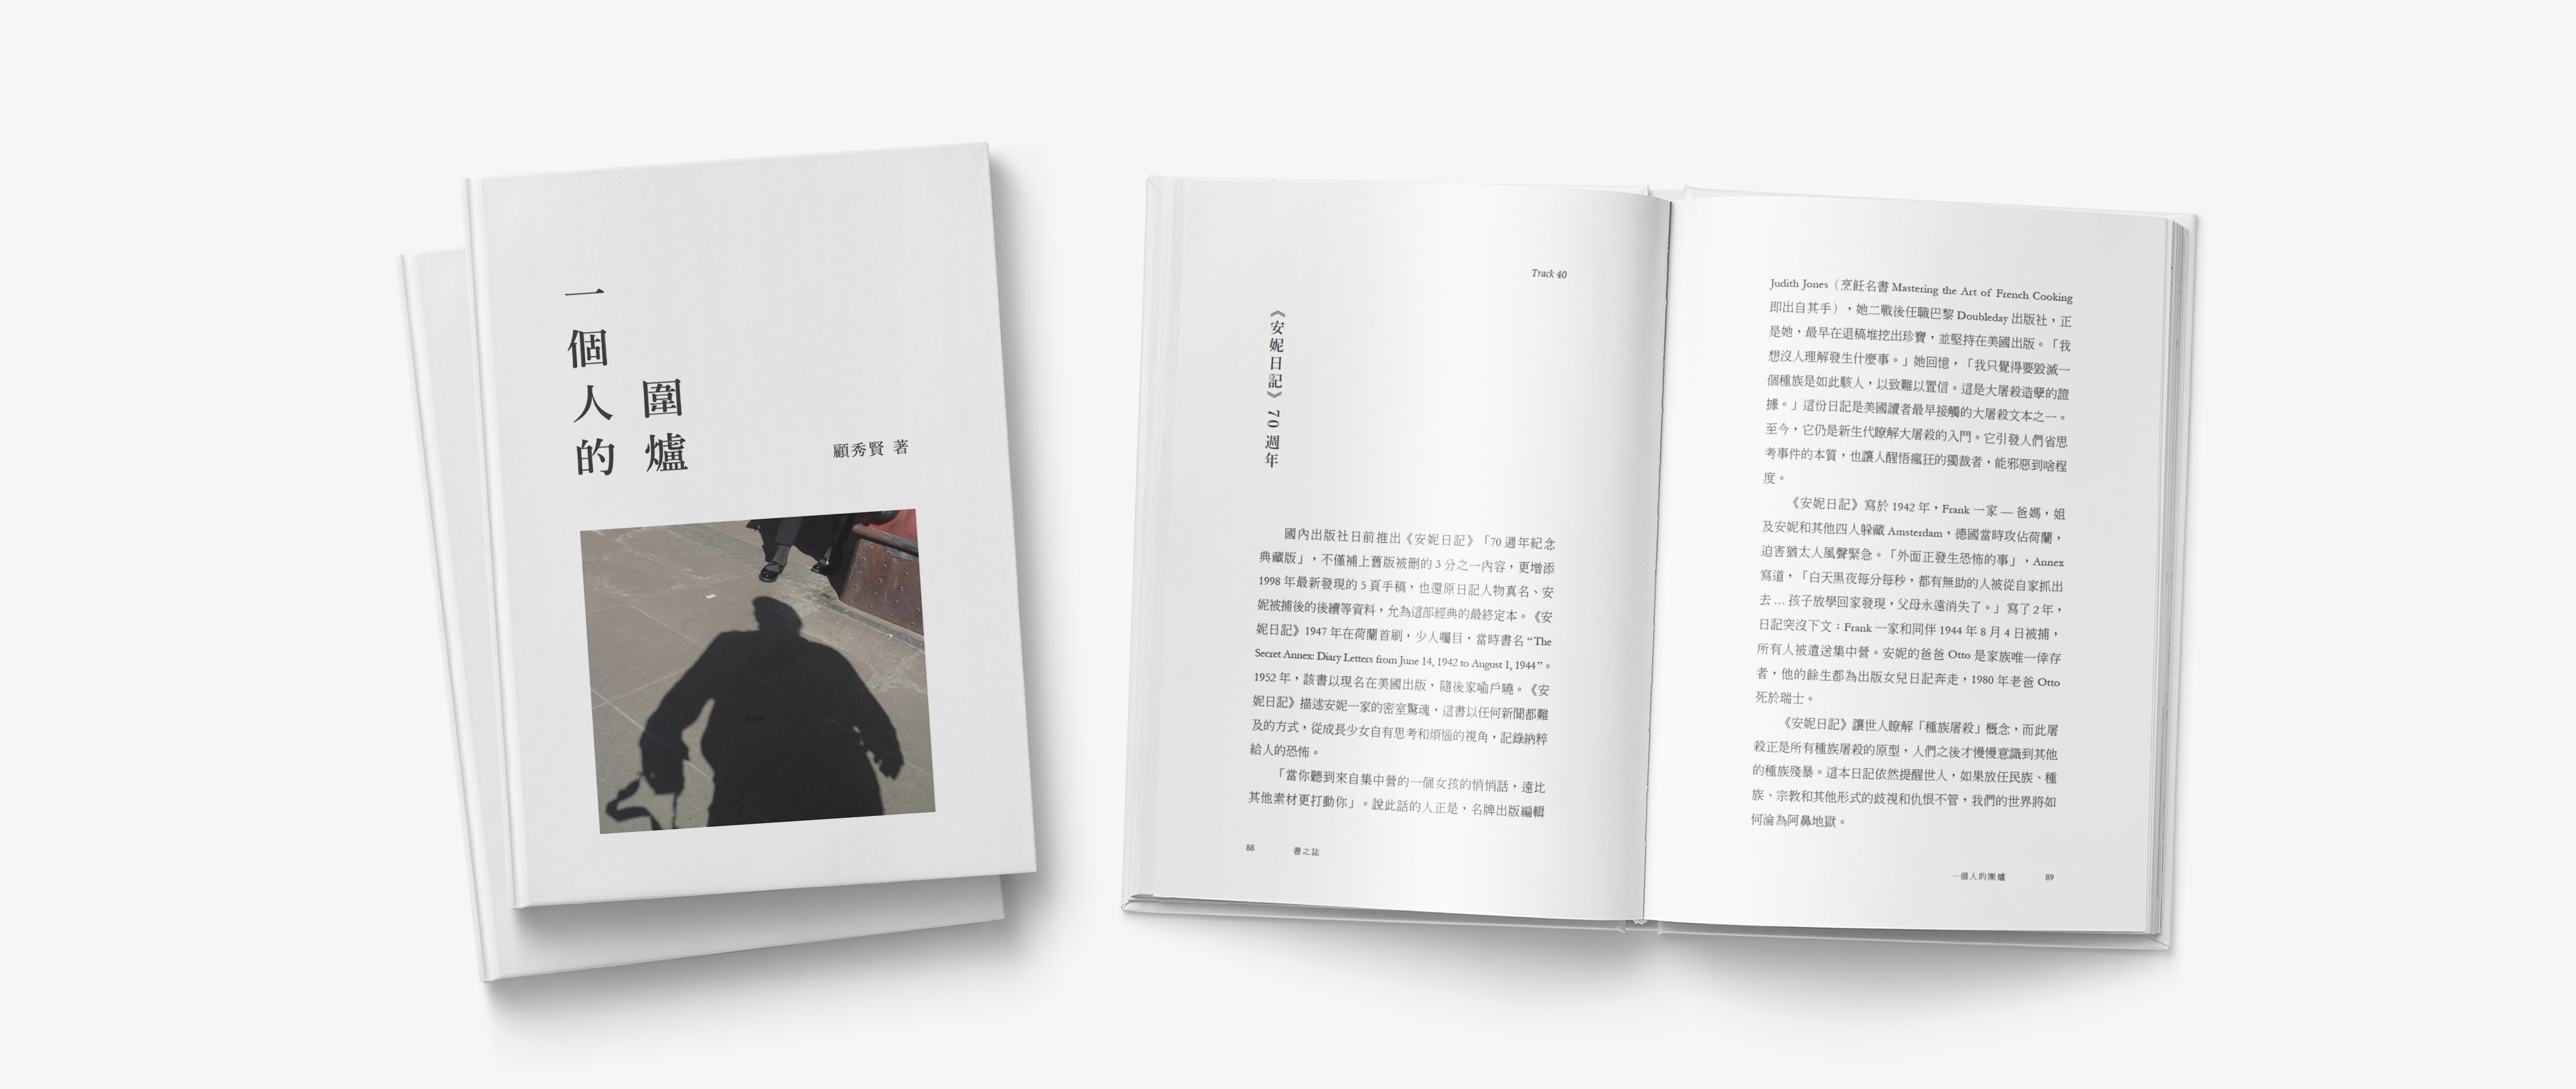 一個人的
圍爐
顧秀賢 著
Track 40
《安妮日記》70 週年
國內出版社日前推出《安妮日記》「70 週年紀念
典藏版」，不僅補上舊版被刪的 3 分之一內容，更增添
1998 年最新發現的 5 頁手稿，也還原日記人物真名、安
妮被捕後的後續等資料，允為這部經典的最終定本。《安
妮日記》1947 年在荷蘭首刷，少人囑目，當時書名 “The
Secret Annex: Diary Letters from June 14, 1942 to August 1, 1944”。
1952 年，該書以現名在美國出版，隨後家喻戶曉。《安
妮日記》描述安妮一家的密室驚魂，這書以任何新聞都難
及的方式，從成長少女自有思考和煩惱的視角，記錄納粹
給人的恐怖。
「當你聽到來自集中營的一個女孩的悄悄話，遠比
其他素材更打動你」。說此話的人正是，名牌出版編輯
88 書之誌
Judith Jones（烹飪名書 Mastering the Art of French Cooking
即出自其手），她二戰後任職巴黎 Doubleday 出版社，正
是她，最早在退稿堆挖出珍寶，並堅持在美國出版。「我
想沒人理解發生什麼事。」她回憶，「我只覺得要毀滅一
個種族是如此駭人，以致難以置信。這是大屠殺造孽的證
據。」這份日記是美國讀者最早接觸的大屠殺文本之一。
至今，它仍是新生代瞭解大屠殺的入門。它引發人們省思
考事件的本質，也讓人醒悟瘋狂的獨裁者，能邪惡到啥程
度。
《安妮日記》寫於 1942 年，Frank 一家 — 爸媽，姐
及安妮和其他四人躲藏 Amsterdam，德國當時攻佔荷蘭，
迫害猶太人風聲緊急。「外面正發生恐怖的事」，Annex
寫道，「白天黑夜每分每秒，都有無助的人被從自家抓出
去 … 孩子放學回家發現，父母永遠消失了。」寫了 2 年，
日記突沒下文：Frank 一家和同伴 1944 年 8 月 4 日被捕，
所有人被遣送集中營。安妮的爸爸 Otto 是家族唯一倖存
者，他的餘生都為出版女兒日記奔走，1980 年老爸 Otto
死於瑞士。
《安妮日記》讓世人瞭解「種族屠殺」概念，而此屠
殺正是所有種族屠殺的原型，人們之後才慢慢意識到其他
的種族殘暴。這本日記依然提醒世人，如果放任民族、種
族、宗教和其他形式的歧視和仇恨不管，我們的世界將如
何淪為阿鼻地獄。
一個人的圍爐 89